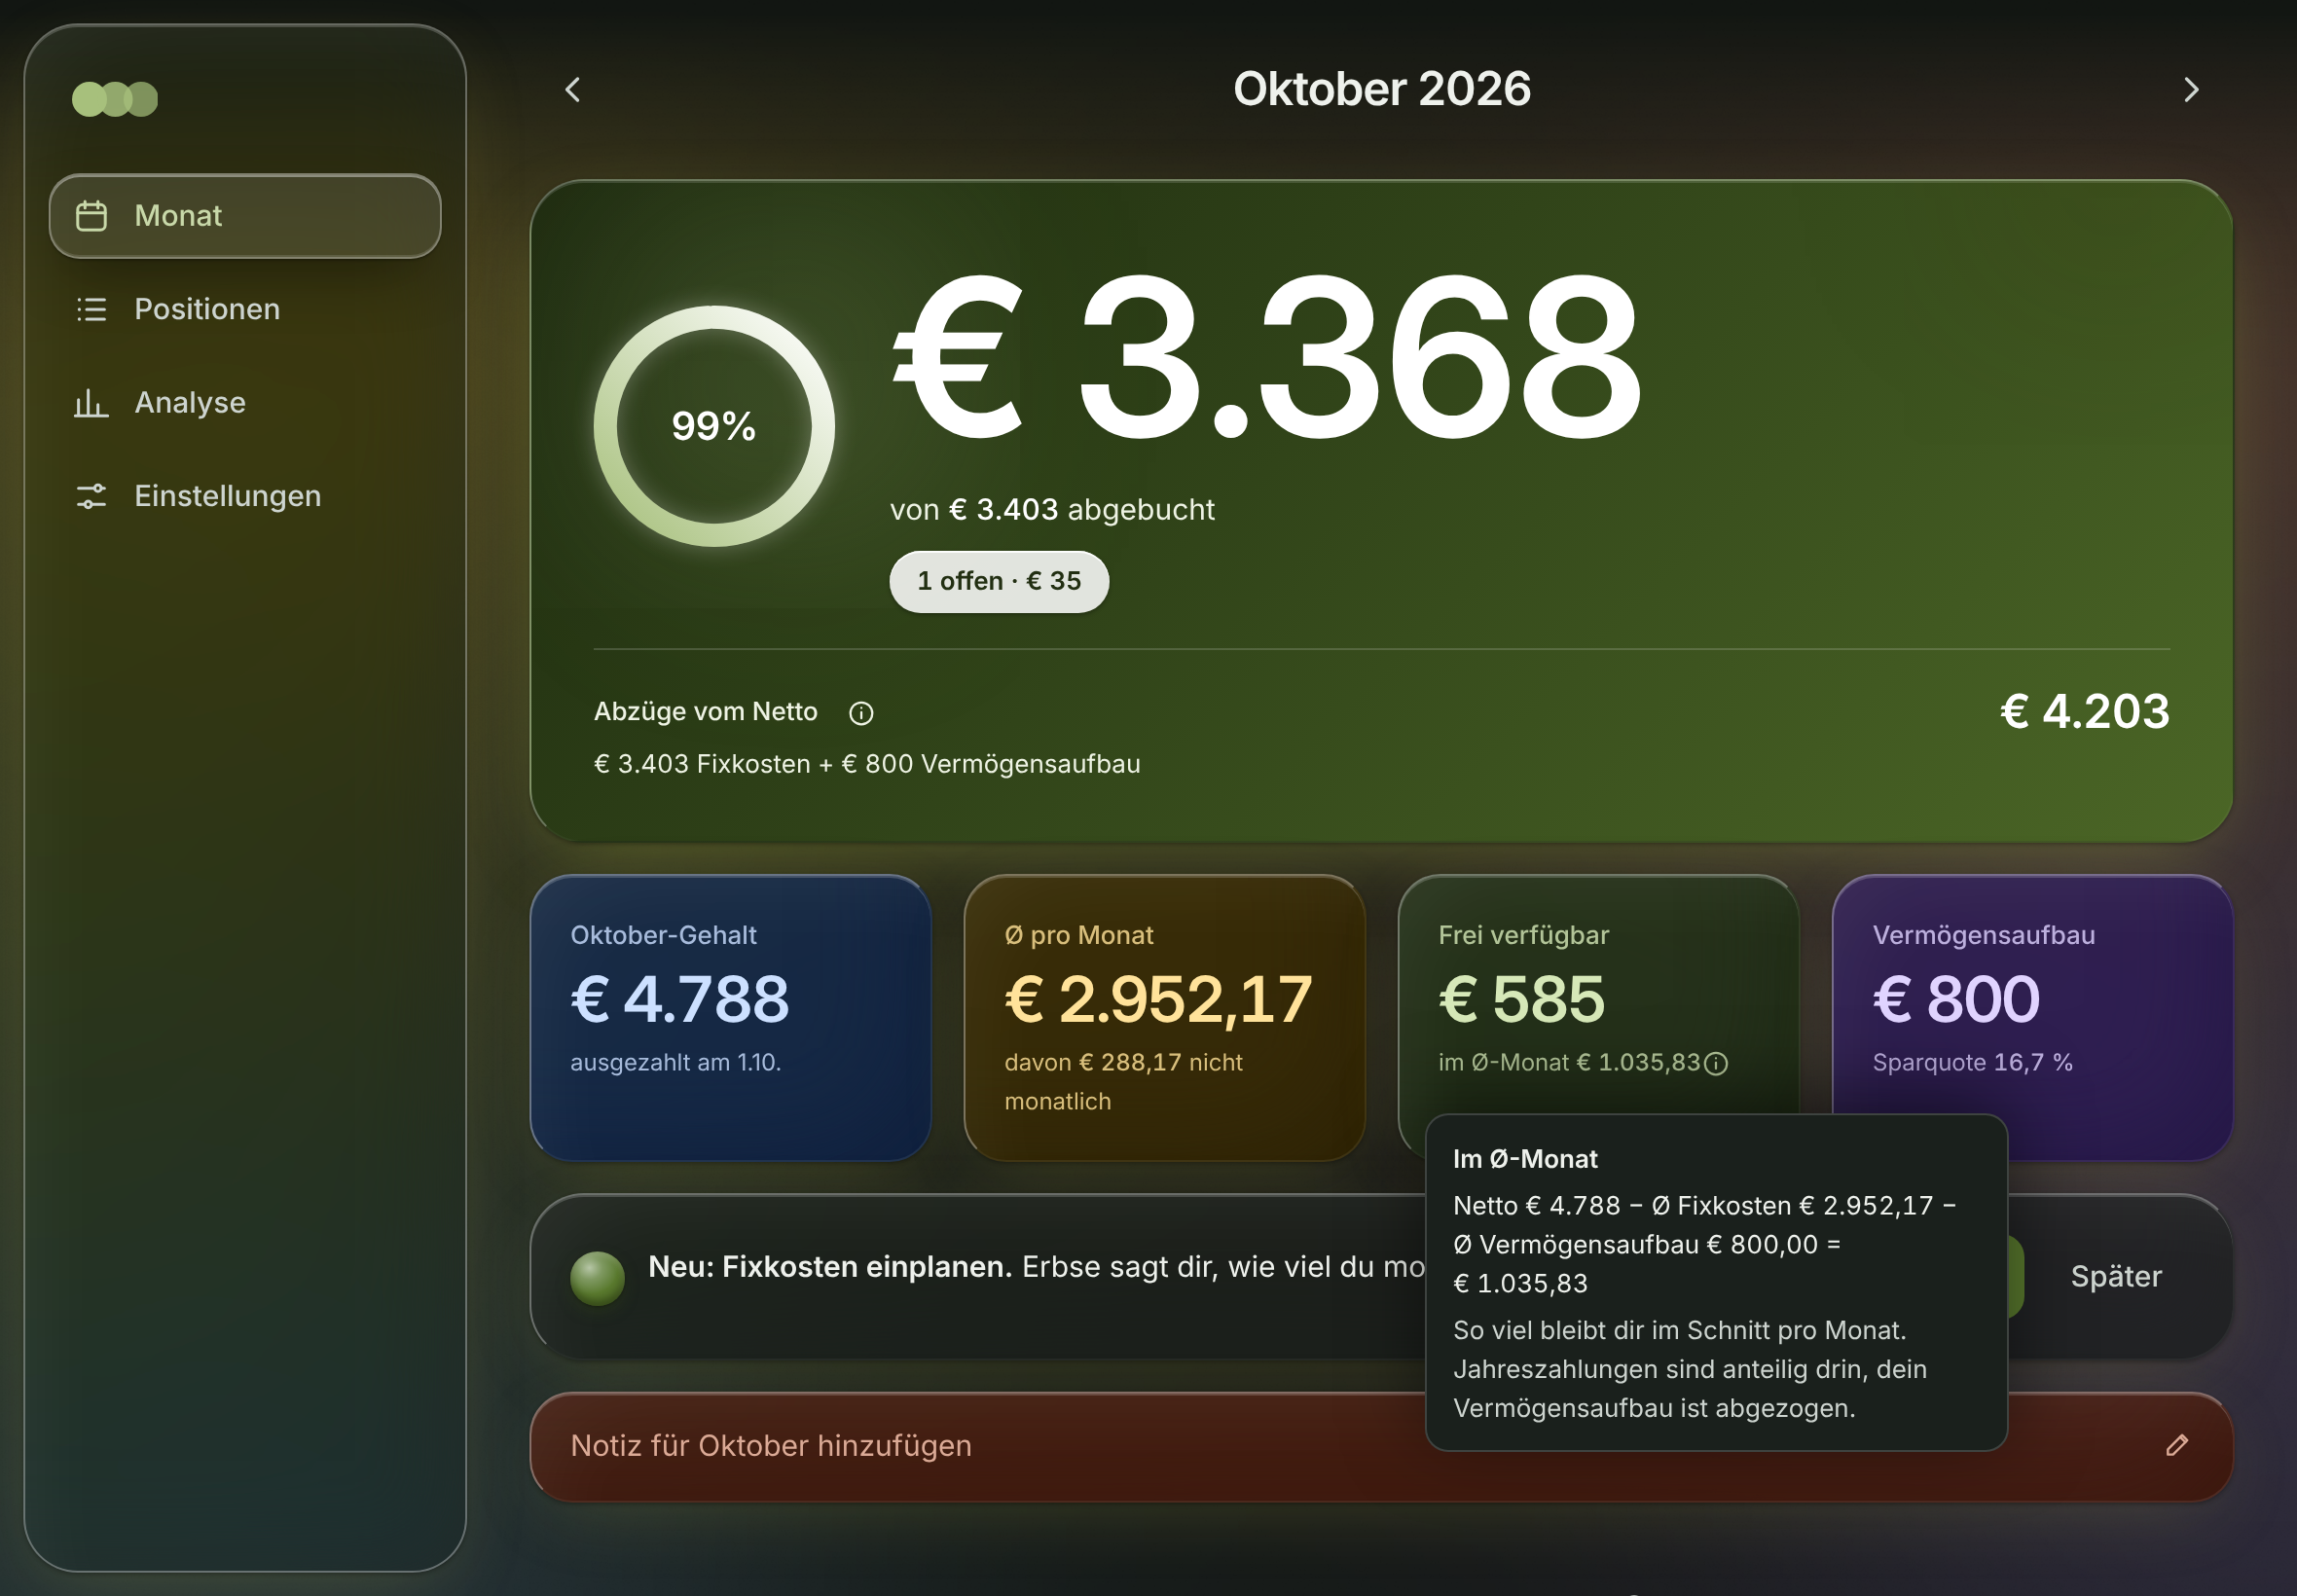 Oktober 2026
Monat
Positionen
Analyse
Einstellungen
99%
€ 3.368
von € 3.403 abgebucht
1 offen · € 35
Abzüge vom Netto
€ 4.203
€ 3.403 Fixkosten + € 800 Vermögensaufbau
Oktober-Gehalt
€ 4.788
ausgezahlt am 1.10.
Ø pro Monat
€ 2.952,17
davon € 288,17 nicht
monatlich
Frei verfügbar
€ 585
im Ø-Monat € 1.035,83
Vermögensaufbau
€ 800
Sparquote 16,7 %
Im Ø-Monat
Netto € 4.788 − Ø Fixkosten € 2.952,17 −
Ø Vermögensaufbau € 800,00 =
€ 1.035,83
So viel bleibt dir im Schnitt pro Monat.
Jahreszahlungen sind anteilig drin, dein
Vermögensaufbau ist abgezogen.
Neu: Fixkosten einplanen. Erbse sagt dir, wie viel du mo
Später
Notiz für Oktober hinzufügen